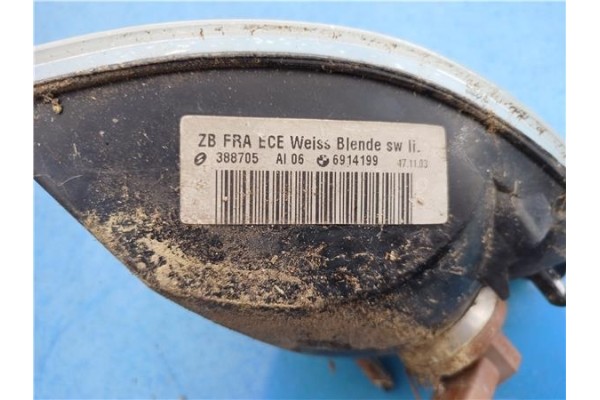 ZB FRA ECE Weiss Blende sw li.
388705 AI 06 6914199 47.11.03